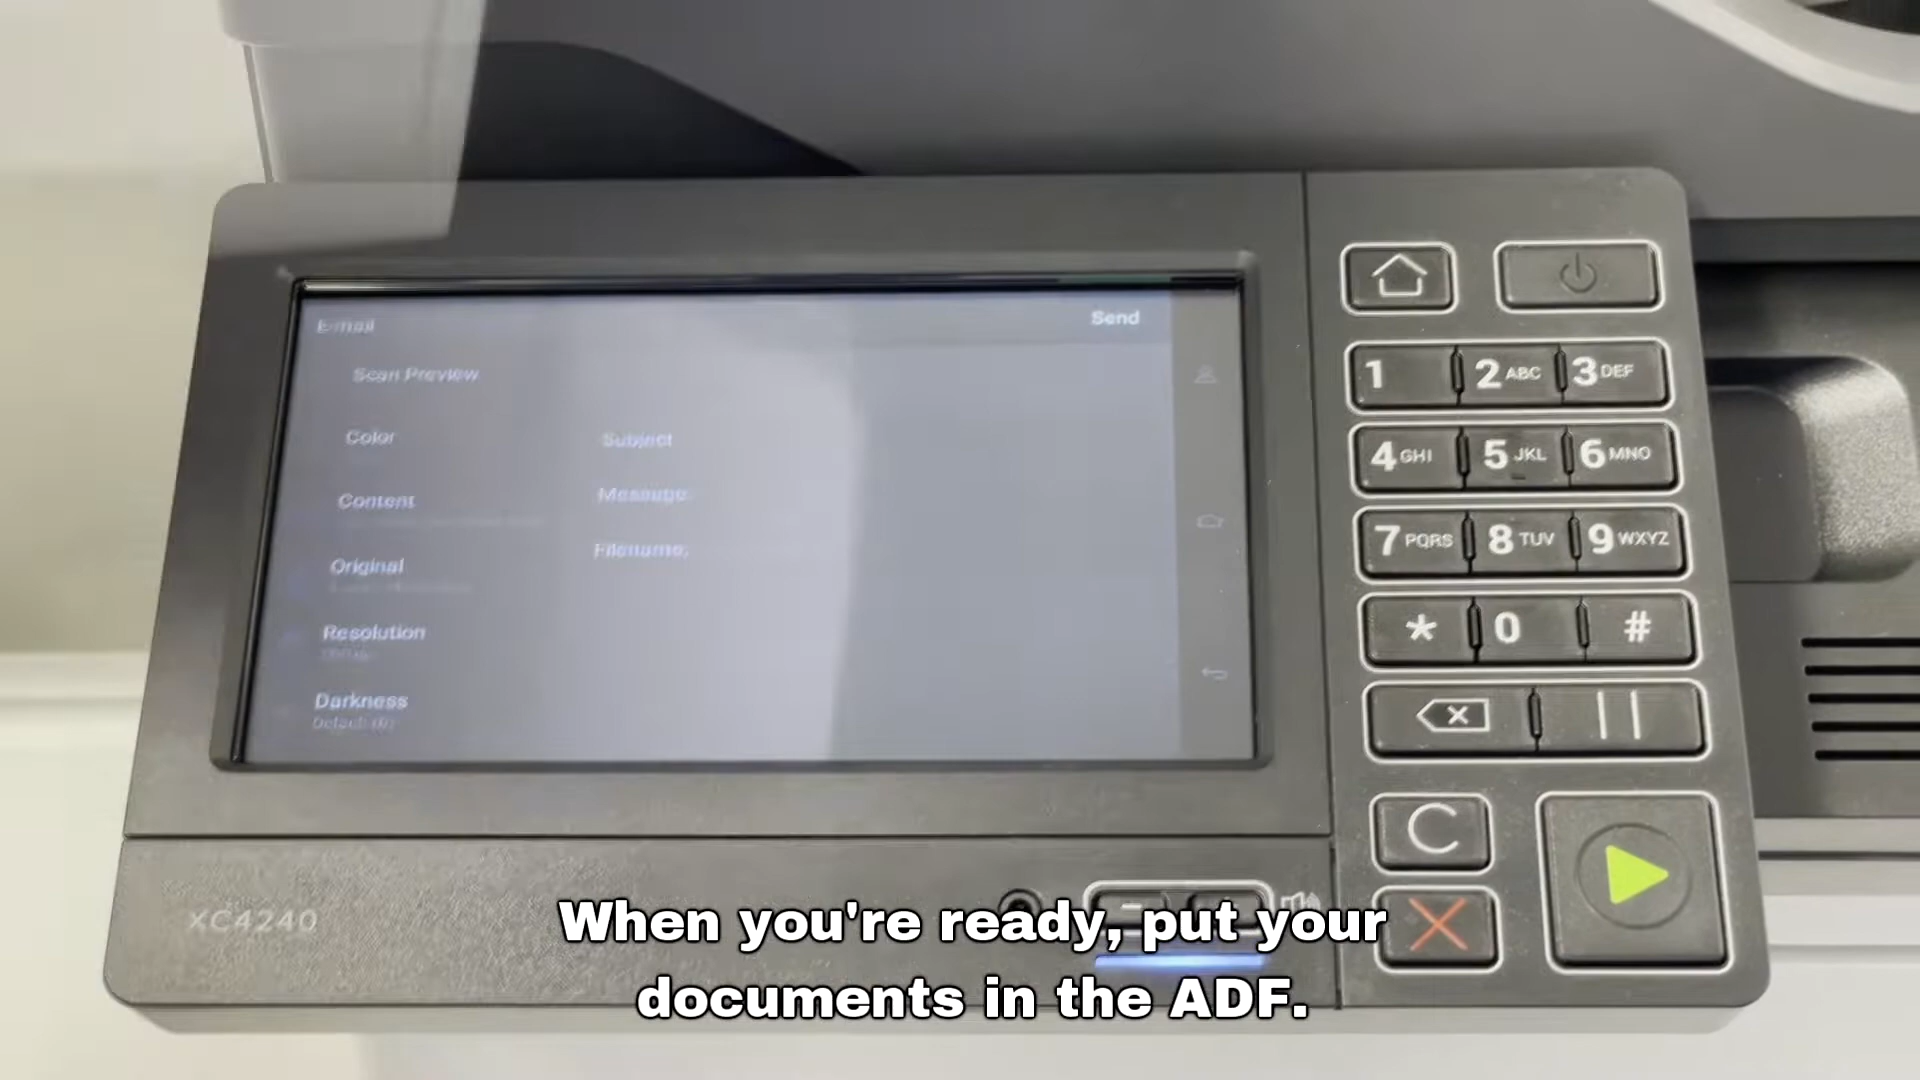 E-mail
Send
Scan Preview
Color
Subject
Content
Message:
Original
Filename:
Resolution
Darkness
Default (0)
1 2 ABC 3 DEF
4 GHI 5 JKL 6 MNO
7 PQRS 8 TUV 9 WXYZ
* 0 #
C
XC4240
When you're ready, put your
documents in the ADF.